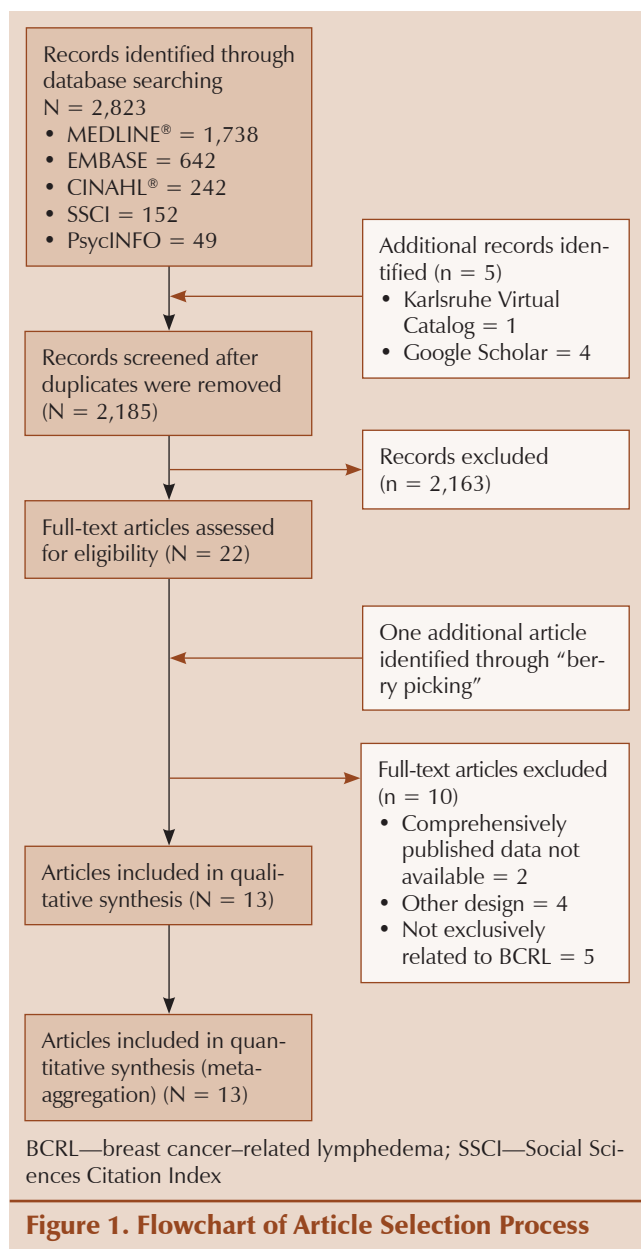 Records identified through
database searching
N = 2,823
• MEDLINE® = 1,738
• EMBASE = 642
• CINAHL® = 242
• SSCI = 152
• PsycINFO = 49
Additional records iden-
tified (n = 5)
• Karlsruhe Virtual
Catalog = 1
• Google Scholar = 4
Records screened after
duplicates were removed
(N = 2,185)
Records excluded
(n = 2,163)
Full-text articles assessed
for eligibility (N = 22)
One additional article
identified through “ber-
ry picking”
Full-text articles excluded
(n = 10)
• Comprehensively
published data not
available = 2
• Other design = 4
• Not exclusively
related to BCRL = 5
Articles included in quali-
tative synthesis (N = 13)
Articles included in quan-
titative synthesis (meta-
aggregation) (N = 13)
BCRL—breast cancer–related lymphedema; SSCI—Social Sci-
ences Citation Index
Figure 1. Flowchart of Article Selection Process